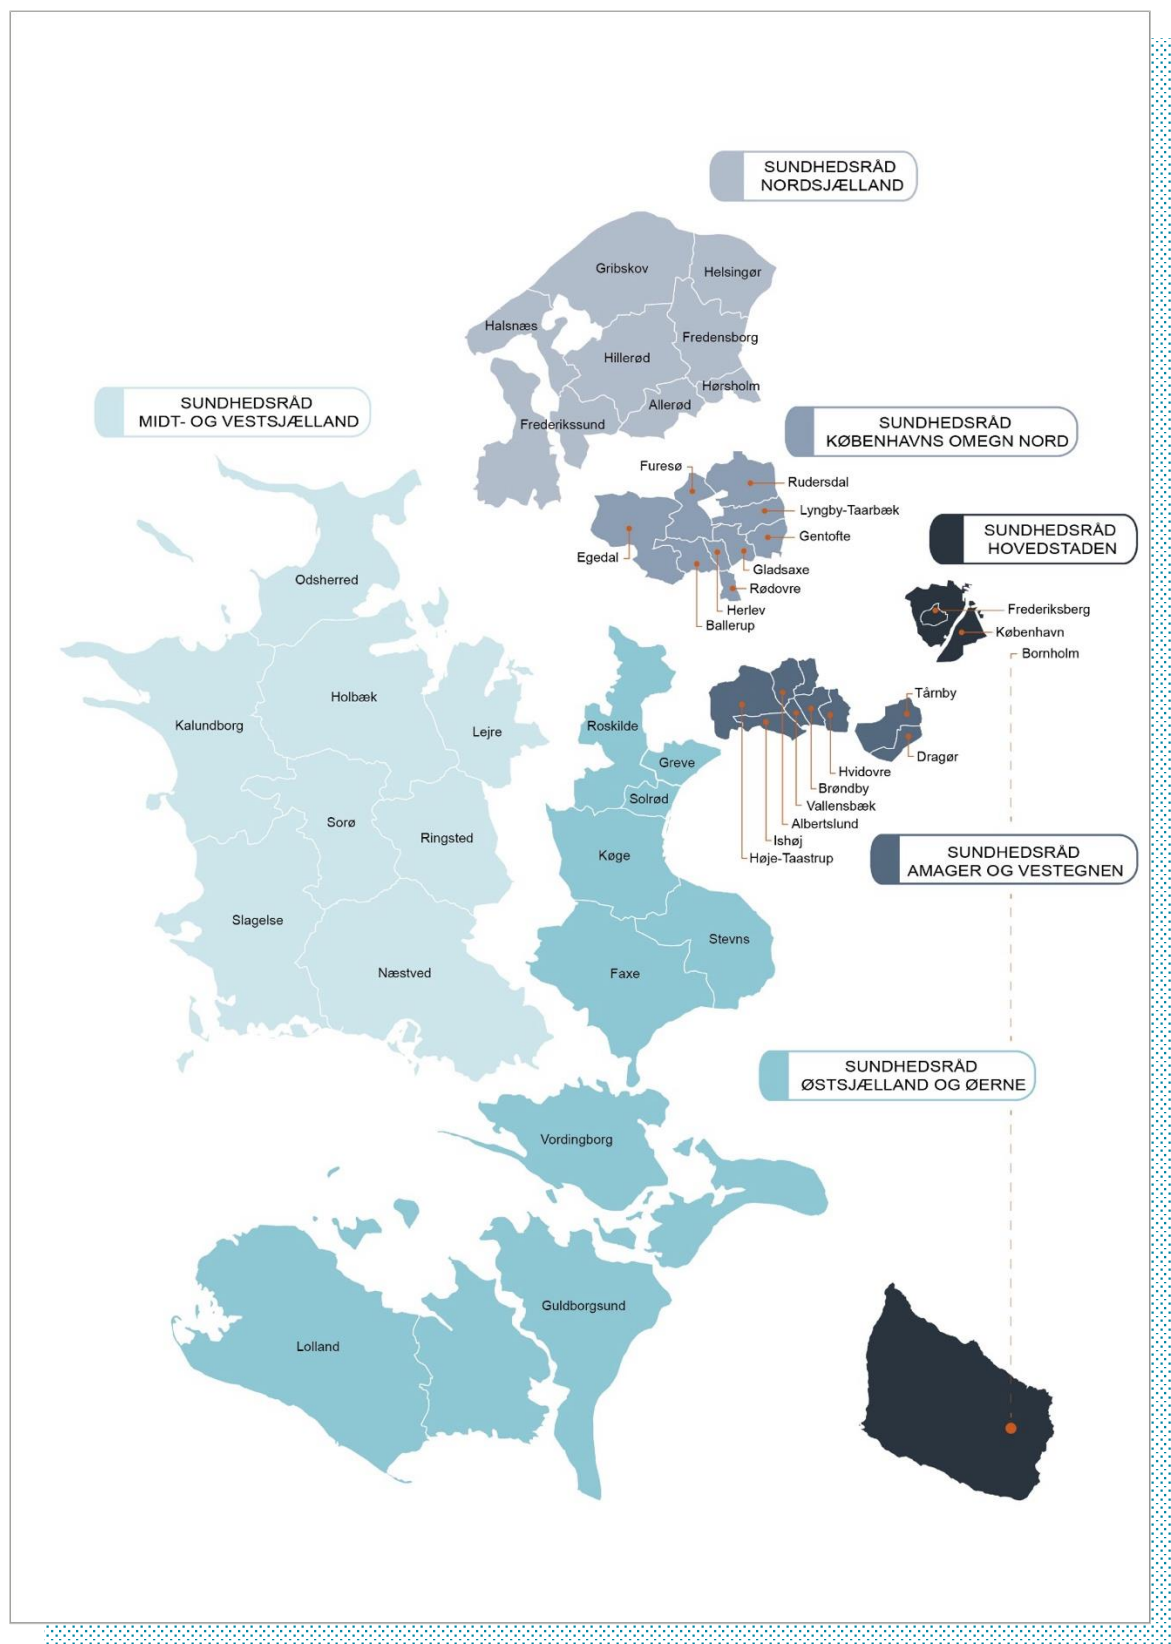 SUNDHEDSRÅD
NORDSJÆLLAND
Gribskov
Helsingør
Halsnæs
Fredensborg
Hillerød
Hørsholm
Allerød
Frederikssund
SUNDHEDSRÅD
MIDT- OG VESTSJÆLLAND
Odsherred
Holbæk
Kalundborg
Lejre
Sorø
Ringsted
Slagelse
Næstved
SUNDHEDSRÅD
KØBENHAVNS OMEGN NORD
Furesø
Rudersdal
Lyngby-Taarbæk
Gentofte
Egedal
Gladsaxe
Rødovre
Herlev
Ballerup
SUNDHEDSRÅD
HOVEDSTADEN
Frederiksberg
København
Bornholm
Tårnby
Dragør
Hvidovre
Brøndby
Vallensbæk
Albertslund
Ishøj
Høje-Taastrup
SUNDHEDSRÅD
AMAGER OG VESTEGNEN
Roskilde
Greve
Solrød
Køge
Stevns
Faxe
SUNDHEDSRÅD
ØSTSJÆLLAND OG ØERNE
Vordingborg
Guldborgsund
Lolland